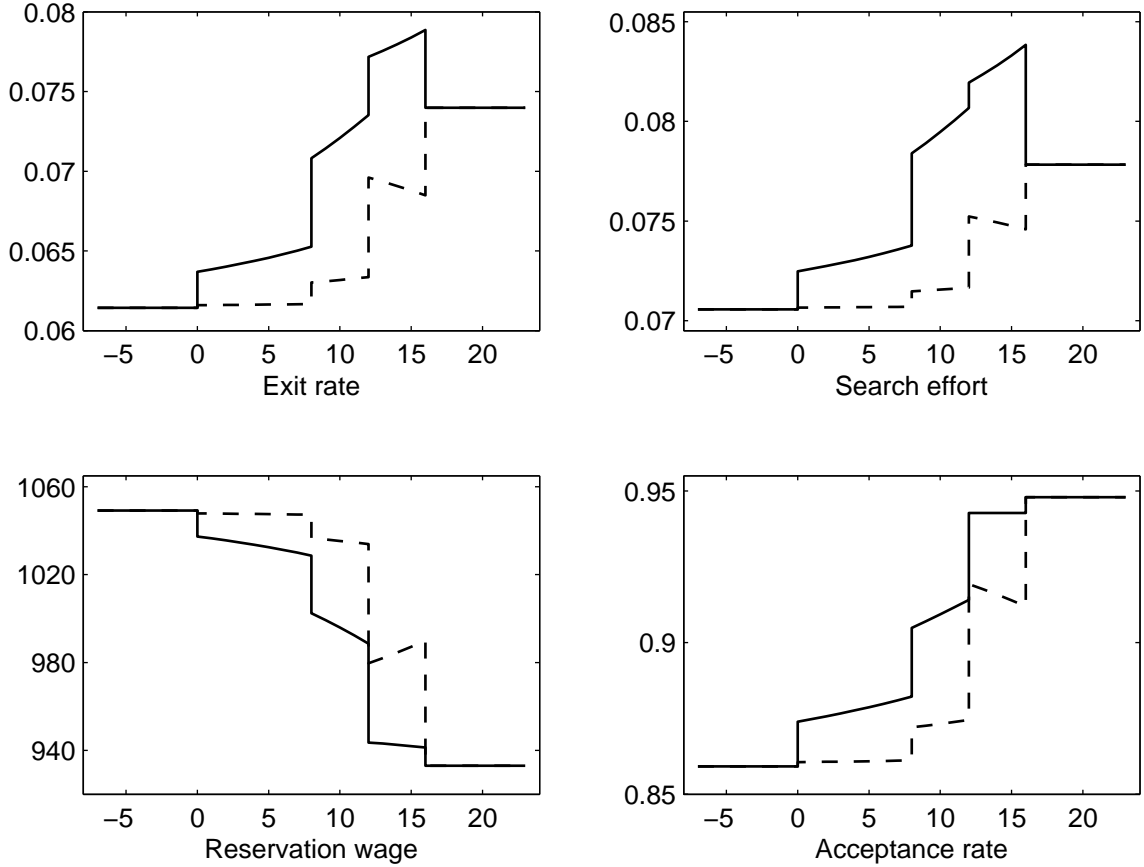 0.08
0.075
0.07
0.065
0.06
−5 0 5 10 15 20
Exit rate
0.085
0.08
0.075
0.07
−5 0 5 10 15 20
Search effort
1060
1020
980
940
−5 0 5 10 15 20
Reservation wage
0.95
0.9
0.85
−5 0 5 10 15 20
Acceptance rate